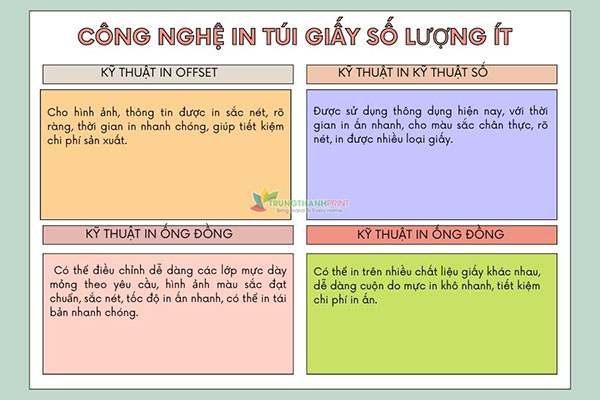 CÔNG NGHỆ IN TÚI GIẤY SỐ LƯỢNG ÍT
KỸ THUẬT IN OFFSET
Cho hình ảnh, thông tin được in sắc nét, rõ
ràng, thời gian in nhanh chóng, giúp tiết kiệm
chi phí sản xuất.
KỸ THUẬT IN KỸ THUẬT SỐ
Được sử dụng thông dụng hiện nay, với thời
gian in ấn nhanh, cho màu sắc chân thực, rõ
nét, in được nhiều loại giấy.
TRUNGTHANHPRINT
Bring Brand to Every Home
KỸ THUẬT IN ỐNG ĐỒNG
Có thể điều chỉnh dễ dàng các lớp mực dày
mỏng theo yêu cầu, hình ảnh màu sắc đạt
chuẩn, sắc nét, tốc độ in ấn nhanh, có thể in tái
bản nhanh chóng.
KỸ THUẬT IN ỐNG ĐỒNG
Có thể in trên nhiều chất liệu giấy khác nhau,
dễ dàng cuộn do mực in khô nhanh, tiết kiệm
chi phí in ấn.